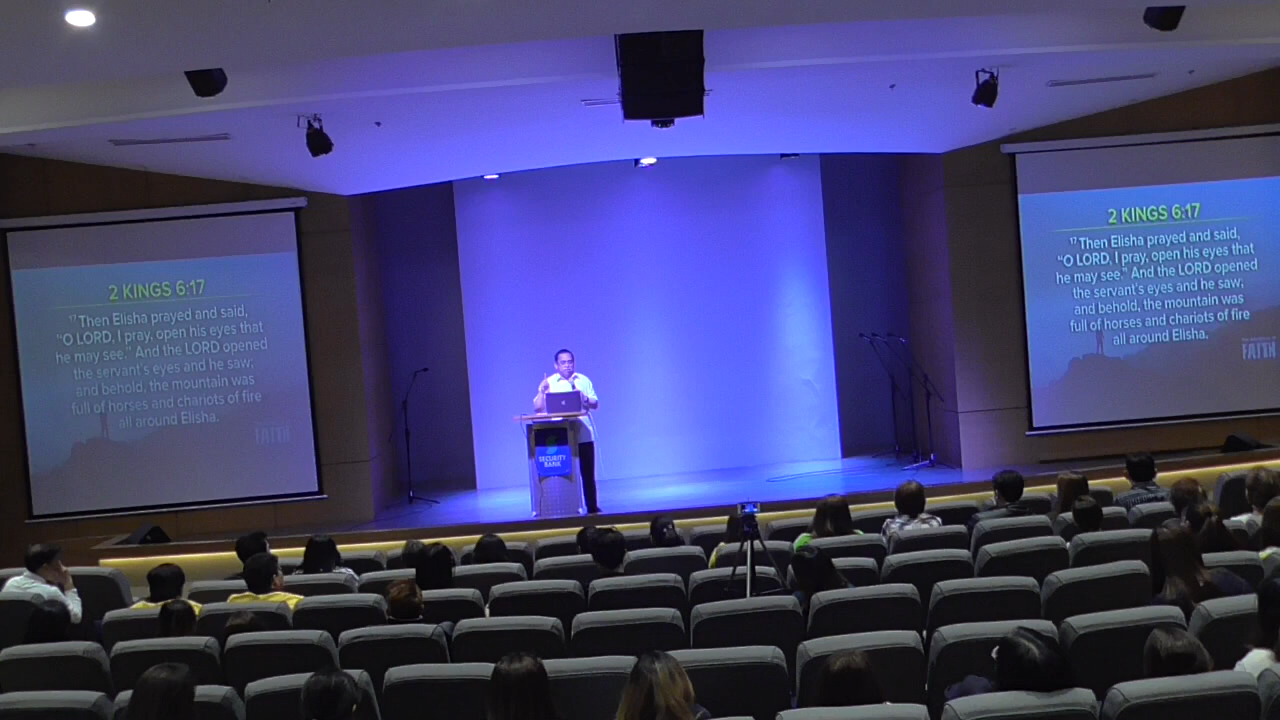 2 KINGS 6:17
17 Then Elisha prayed and said,
“O LORD, I pray, open his eyes that
he may see.” And the LORD opened
the servant's eyes and he saw;
and behold, the mountain was
full of horses and chariots of fire
all around Elisha.
FAITH
SECURITY
BANK
2 KINGS 6:17
17 Then Elisha prayed and said,
“O LORD, I pray, open his eyes that
he may see.” And the LORD opened
the servant's eyes and he saw;
and behold, the mountain was
full of horses and chariots of fire
all around Elisha.
FAITH